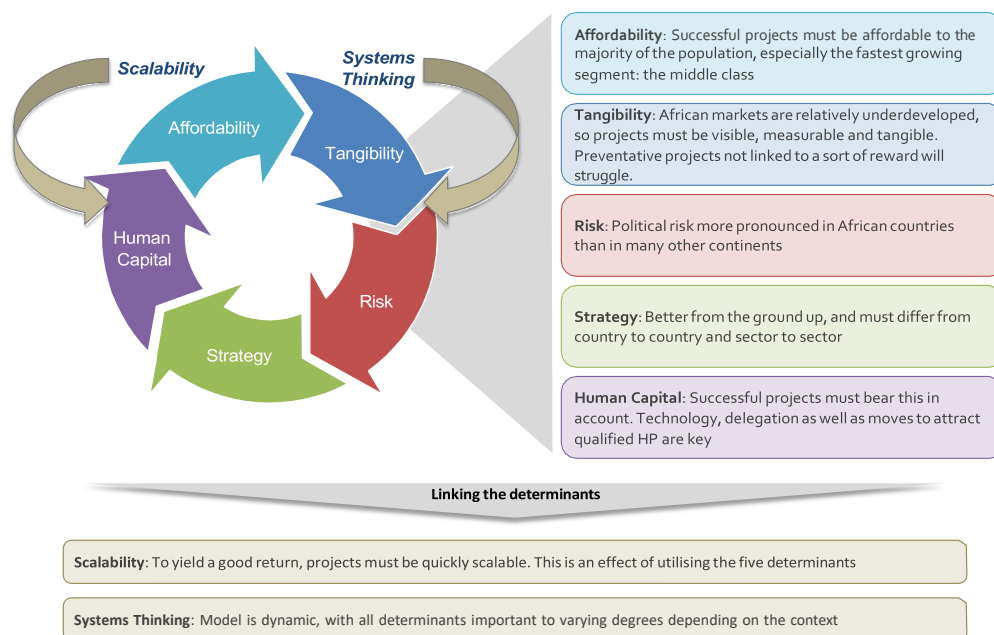 Scalability
Systems
Thinking
Affordability
Tangibility
Human
Capital
Risk
Strategy
Affordability: Successful projects must be affordable to the
majority of the population, especially the fastest growing
segment: the middle class
Tangibility: African markets are relatively underdeveloped,
so projects must be visible, measurable and tangible.
Preventative projects not linked to a sort of reward will
struggle.
Risk: Political risk more pronounced in African countries
than in many other continents
Strategy: Better from the ground up, and must differ from
country to country and sector to sector
Human Capital: Successful projects must bear this in
account. Technology, delegation as well as moves to attract
qualified HP are key
Linking the determinants
Scalability: To yield a good return, projects must be quickly scalable. This is an effect of utilising the five determinants
Systems Thinking: Model is dynamic, with all determinants important to varying degrees depending on the context